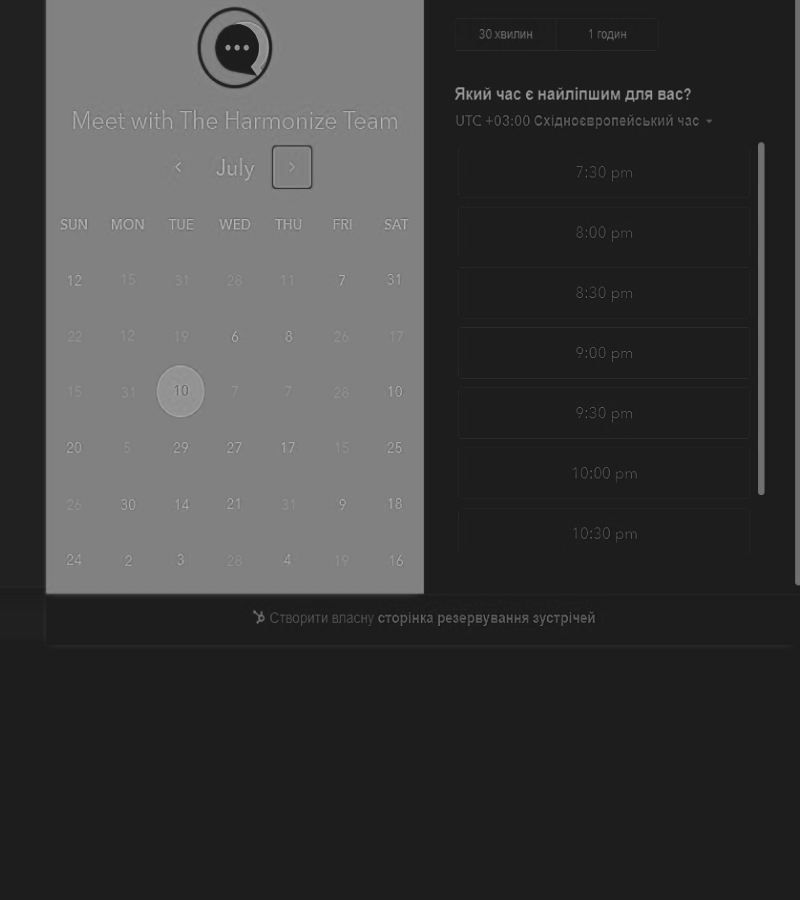 30 хвилин 1 годин
Meet with The Harmonize Team
July
SUN MON TUE WED THU FRI SAT
12 15 31 28 11 7 31
22 12 19 6 8 26 17
15 31 10 7 7 26 10
20 5 29 27 17 15 25
26 30 14 21 31 9 18
24 2 3 28 4 19 16
Який час є найліпшим для вас?
UTC +03:00 Східноєвропейський час
7:30 pm
8:00 pm
8:30 pm
9:00 pm
9:30 pm
10:00 pm
10:30 pm
Створити власну сторінка резервування зустрічей